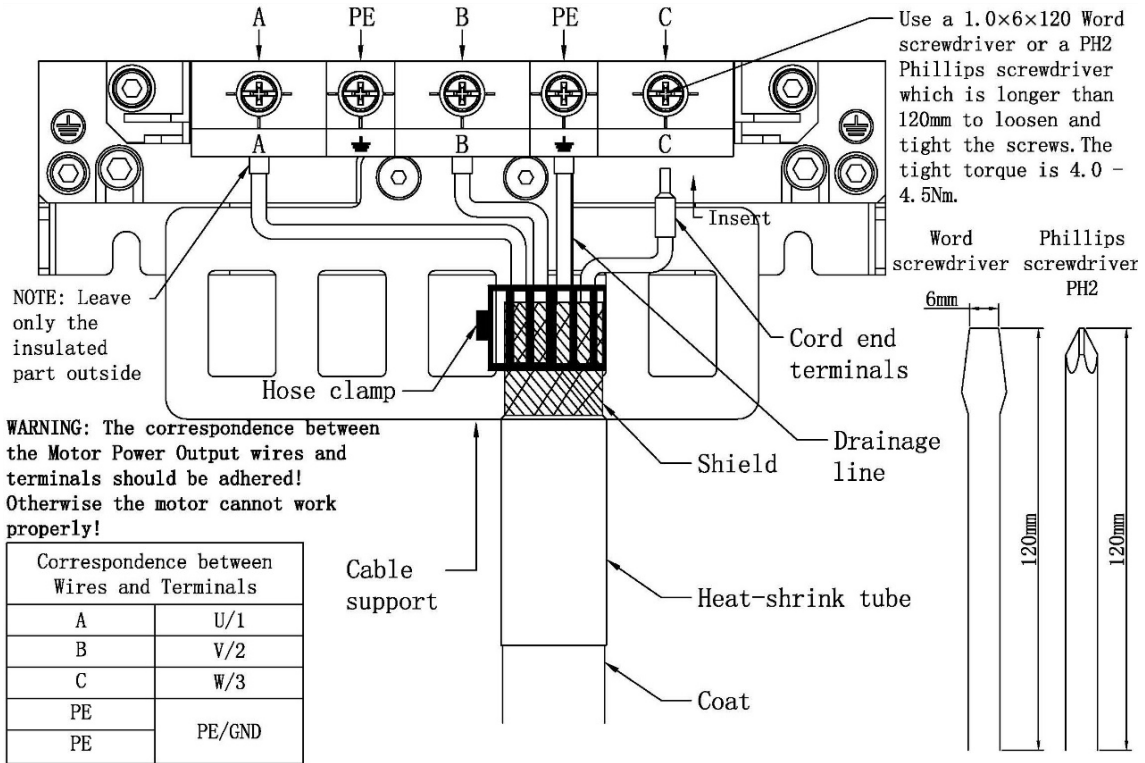 A
PE
B
PE
C
Use a 1.0×6×120 Word
screwdriver or a PH2
Phillips screwdriver
which is longer than
120mm to loosen and
tight the screws. The
tight torque is 4.0 -
4.5Nm.
A
B
C
Insert
Word
screwdriver
Phillips
screwdriver
PH2
6mm
120mm
120mm
NOTE: Leave
only the
insulated
part outside
Hose clamp
Cord end
terminals
Drainage
line
Shield
WARNING: The correspondence between
the Motor Power Output wires and
terminals should be adhered!
Otherwise the motor cannot work
properly!
Cable
support
Heat-shrink tube
Coat
Correspondence between
Wires and Terminals
A U/1
B V/2
C W/3
PE
PE
PE/GND